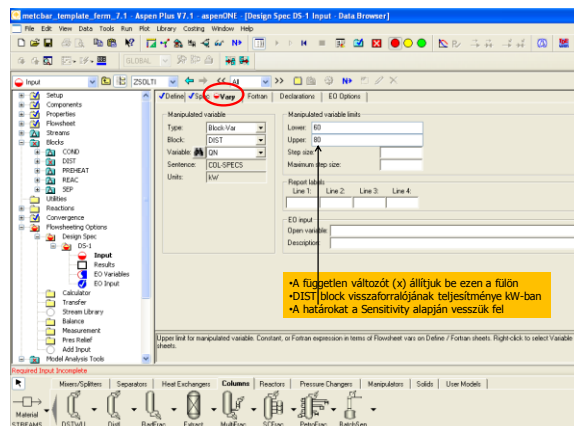 metcbar_template_ferm_7.1 - Aspen Plus V7.1 - aspenONE - [Design Spec DS-1 Input - Data Browser]
File Edit View Data Tools Run Plot Library Costing Window Help
GLOBAL
Input
ZSOLTI
All
Setup
Components
Properties
Flowsheet
Streams
Blocks
COND
DIST
PREHEAT
REAC
SEP
Utilities
Reactions
Convergence
Flowsheeting Options
Design Spec
DS-1
Input
Results
EO Variables
EO Input
Calculator
Transfer
Stream Library
Balance
Measurement
Pres Relief
Add Input
Model Analysis Tools
Define Spec Vary Fortran Declarations EO Options
Manipulated variable
Type: Block-Var
Block: DIST
Variable: QN
Sentence: COL-SPECS
Units: kW
Manipulated variable limits
Lower: 60
Upper: 80
Step size:
Maximum step size:
Report labels
Line 1: Line 2: Line 3: Line 4:
EO input
Open variable:
Description:
•A független változót (x) állítjuk be ezen a fülön
•DIST block visszaforralójának teljesítménye kW-ban
•A határokat a Sensitivity alapján vesszük fel
Upper limit for manipulated variable. Constant, or Fortran expression in terms of Flowsheet vars on Define / Fortran sheets. Right-click to select Variable
sheets.
Required Input Incomplete
Mixers/Splitters Separators Heat Exchangers Columns Reactors Pressure Changers Manipulators Solids User Models
Material
STREAMS DSTWU Distl RadFrac Extract MultiFrac SCFrac PetroFrac BatchSep